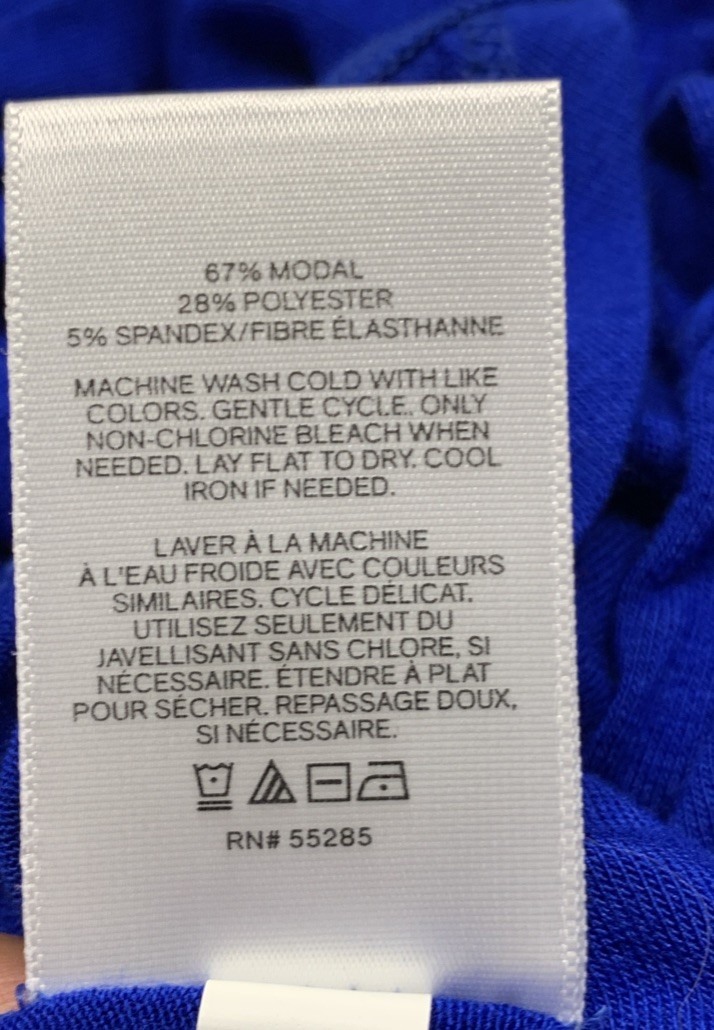 67% MODAL
28% POLYESTER
5% SPANDEX/FIBRE ÉLASTHANNE
MACHINE WASH COLD WITH LIKE
COLORS. GENTLE CYCLE. ONLY
NON-CHLORINE BLEACH WHEN
NEEDED. LAY FLAT TO DRY. COOL
IRON IF NEEDED.
LAVER À LA MACHINE
À L'EAU FROIDE AVEC COULEURS
SIMILAIRES. CYCLE DÉLICAT.
UTILISEZ SEULEMENT DU
JAVELLISANT SANS CHLORE, SI
NÉCESSAIRE. ÉTENDRE À PLAT
POUR SÉCHER. REPASSAGE DOUX,
SI NÉCESSAIRE.
RN# 55285